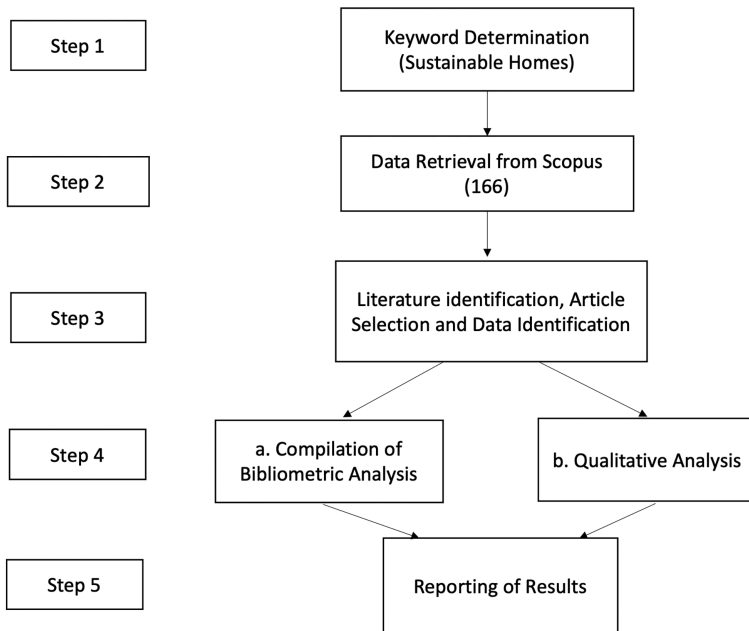 Step 1
Keyword Determination
(Sustainable Homes)
Step 2
Data Retrieval from Scopus
(166)
Step 3
Literature identification, Article
Selection and Data Identification
Step 4
a. Compilation of
Bibliometric Analysis
b. Qualitative Analysis
Step 5
Reporting of Results